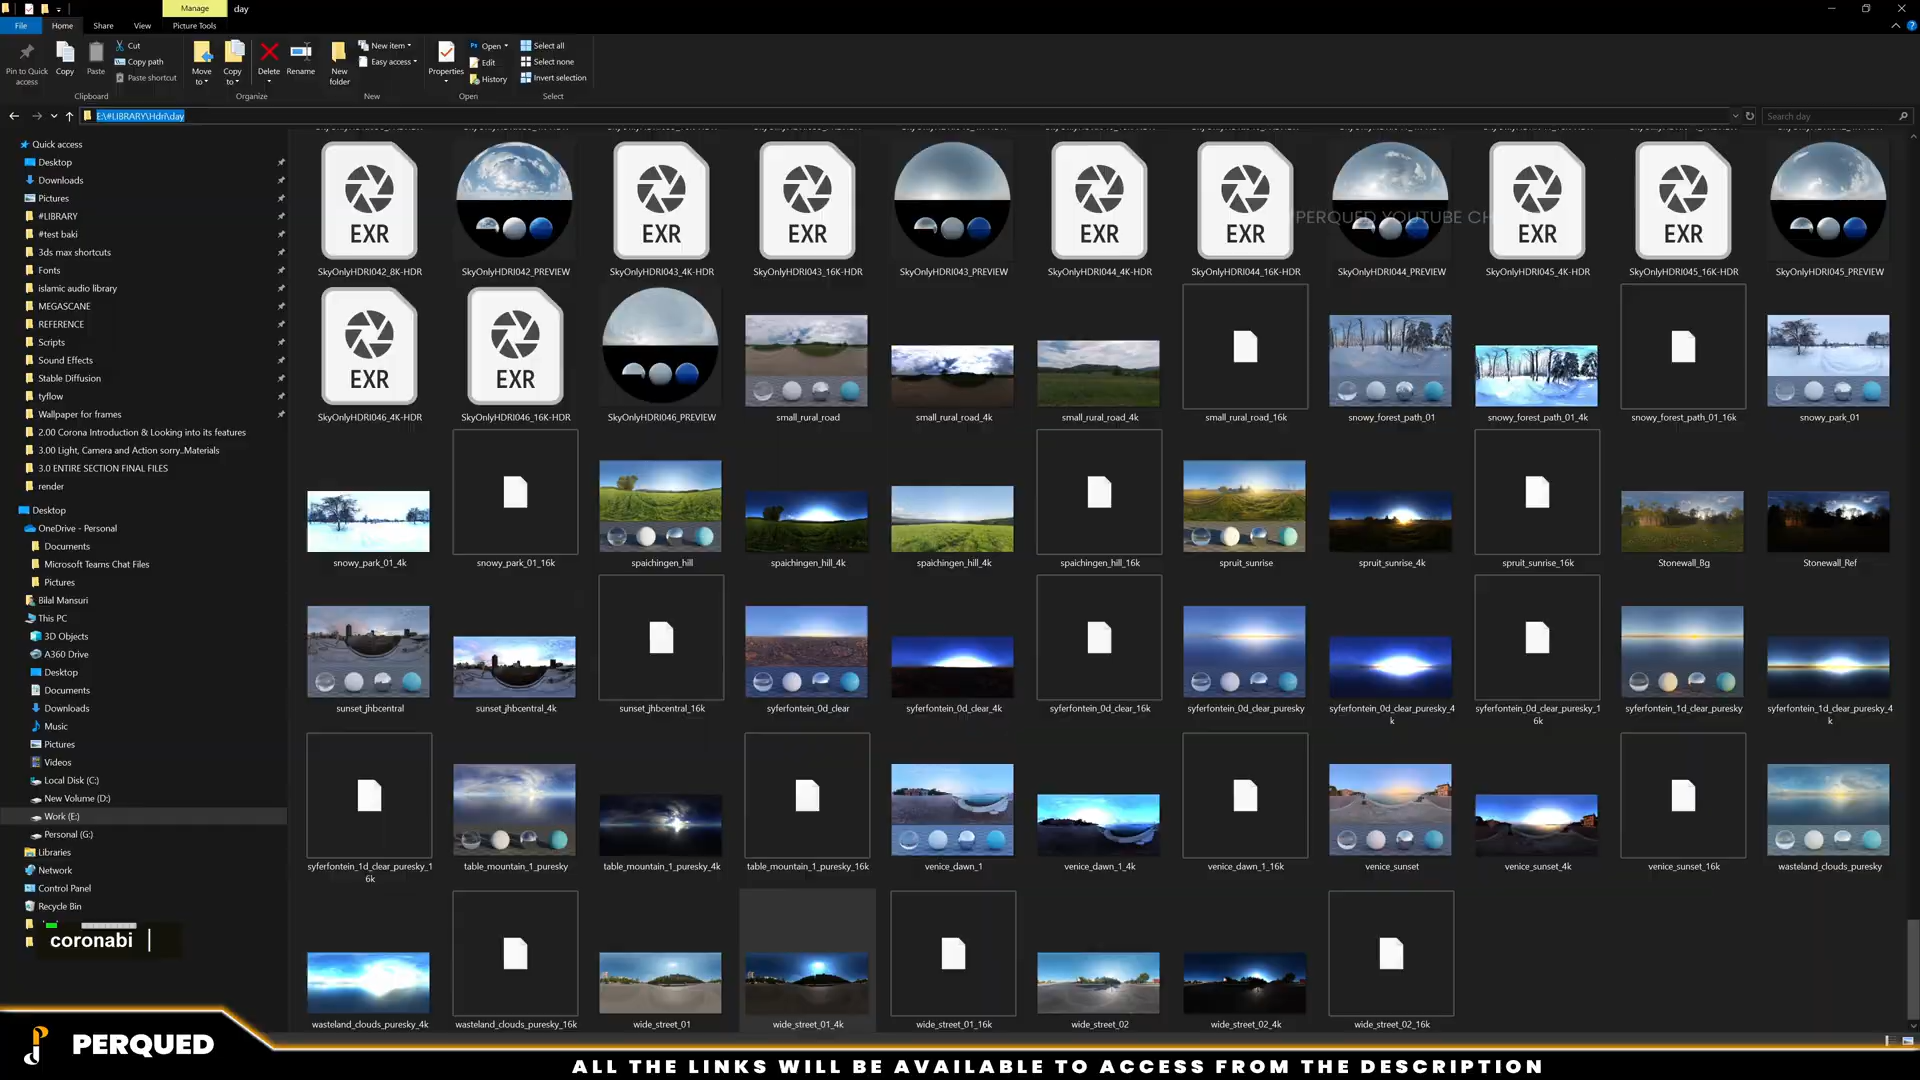 Manage
day
File
Home
Share
View
Picture Tools
Pin to Quick access
Copy
Paste
Cut
Copy path
Paste shortcut
Clipboard
Move to
Copy to
Delete
Rename
Organize
New folder
New item
Easy access
New
Properties
Open
Edit
History
Open
Select all
Select none
Invert selection
Select
E:\#LIBRARY\Hdri\day
Search day
Quick access
Desktop
Downloads
Pictures
#LIBRARY
#test baki
3ds max shortcuts
Fonts
islamic audio library
MEGASCANE
REFERENCE
Scripts
Sound Effects
Stable Diffusion
tyflow
Wallpaper for frames
2.00 Corona Introduction & Looking into its features
3.00 Light, Camera and Action sorry..Materials
3.0 ENTIRE SECTION FINAL FILES
render
Desktop
OneDrive - Personal
Documents
Microsoft Teams Chat Files
Pictures
Bilal Mansuri
This PC
3D Objects
A360 Drive
Desktop
Documents
Downloads
Music
Pictures
Videos
Local Disk (C:)
New Volume (D:)
Work (E:)
Personal (G:)
Libraries
Network
Control Panel
Recycle Bin
coronabi
EXR EXR EXR EXR EXR EXR EXR
PERQUED YOUTUBE CH
SkyOnlyHDRI042_8K-HDR SkyOnlyHDRI042_PREVIEW SkyOnlyHDRI043_4K-HDR SkyOnlyHDRI043_16K-HDR SkyOnlyHDRI043_PREVIEW SkyOnlyHDRI044_4K-HDR SkyOnlyHDRI044_16K-HDR SkyOnlyHDRI044_PREVIEW SkyOnlyHDRI045_4K-HDR SkyOnlyHDRI045_16K-HDR SkyOnlyHDRI045_PREVIEW
EXR EXR
SkyOnlyHDRI046_4K-HDR SkyOnlyHDRI046_16K-HDR SkyOnlyHDRI046_PREVIEW small_rural_road small_rural_road_4k small_rural_road_4k small_rural_road_16k snowy_forest_path_01 snowy_forest_path_01_4k snowy_forest_path_01_16k snowy_park_01
snowy_park_01_4k snowy_park_01_16k spaichingen_hill spaichingen_hill_4k spaichingen_hill_4k spaichingen_hill_16k spruit_sunrise spruit_sunrise_4k spruit_sunrise_16k Stonewall_Bg Stonewall_Ref
sunset_jhbcentral sunset_jhbcentral_4k sunset_jhbcentral_16k syferfontein_0d_clear syferfontein_0d_clear_4k syferfontein_0d_clear_16k syferfontein_0d_clear_puresky syferfontein_0d_clear_puresky_4k syferfontein_0d_clear_puresky_16k syferfontein_1d_clear_puresky syferfontein_1d_clear_puresky_4k
syferfontein_1d_clear_puresky_16k table_mountain_1_puresky table_mountain_1_puresky_4k table_mountain_1_puresky_16k venice_dawn_1 venice_dawn_1_4k venice_dawn_1_16k venice_sunset venice_sunset_4k venice_sunset_16k wasteland_clouds_puresky
wasteland_clouds_puresky_4k wasteland_clouds_puresky_16k wide_street_01 wide_street_01_4k wide_street_01_16k wide_street_02 wide_street_02_4k wide_street_02_16k
PERQUED
ALL THE LINKS WILL BE AVAILABLE TO ACCESS FROM THE DESCRIPTION